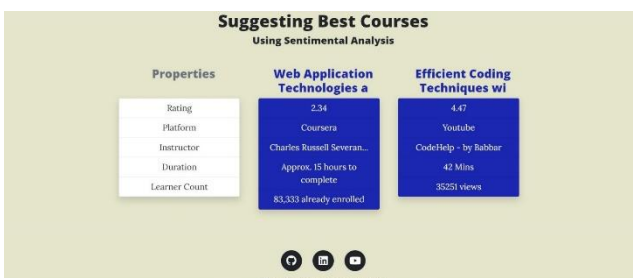 Suggesting Best Courses
Using Sentimental Analysis
Properties
Rating
Platform
Instructor
Duration
Learner Count
Web Application
Technologies a
2.34
Coursera
Charles Russell Severan...
Approx. 15 hours to
complete
83,333 already enrolled
Efficient Coding
Techniques wi
4.47
Youtube
CodeHelp - by Babbar
42 Mins
35251 views